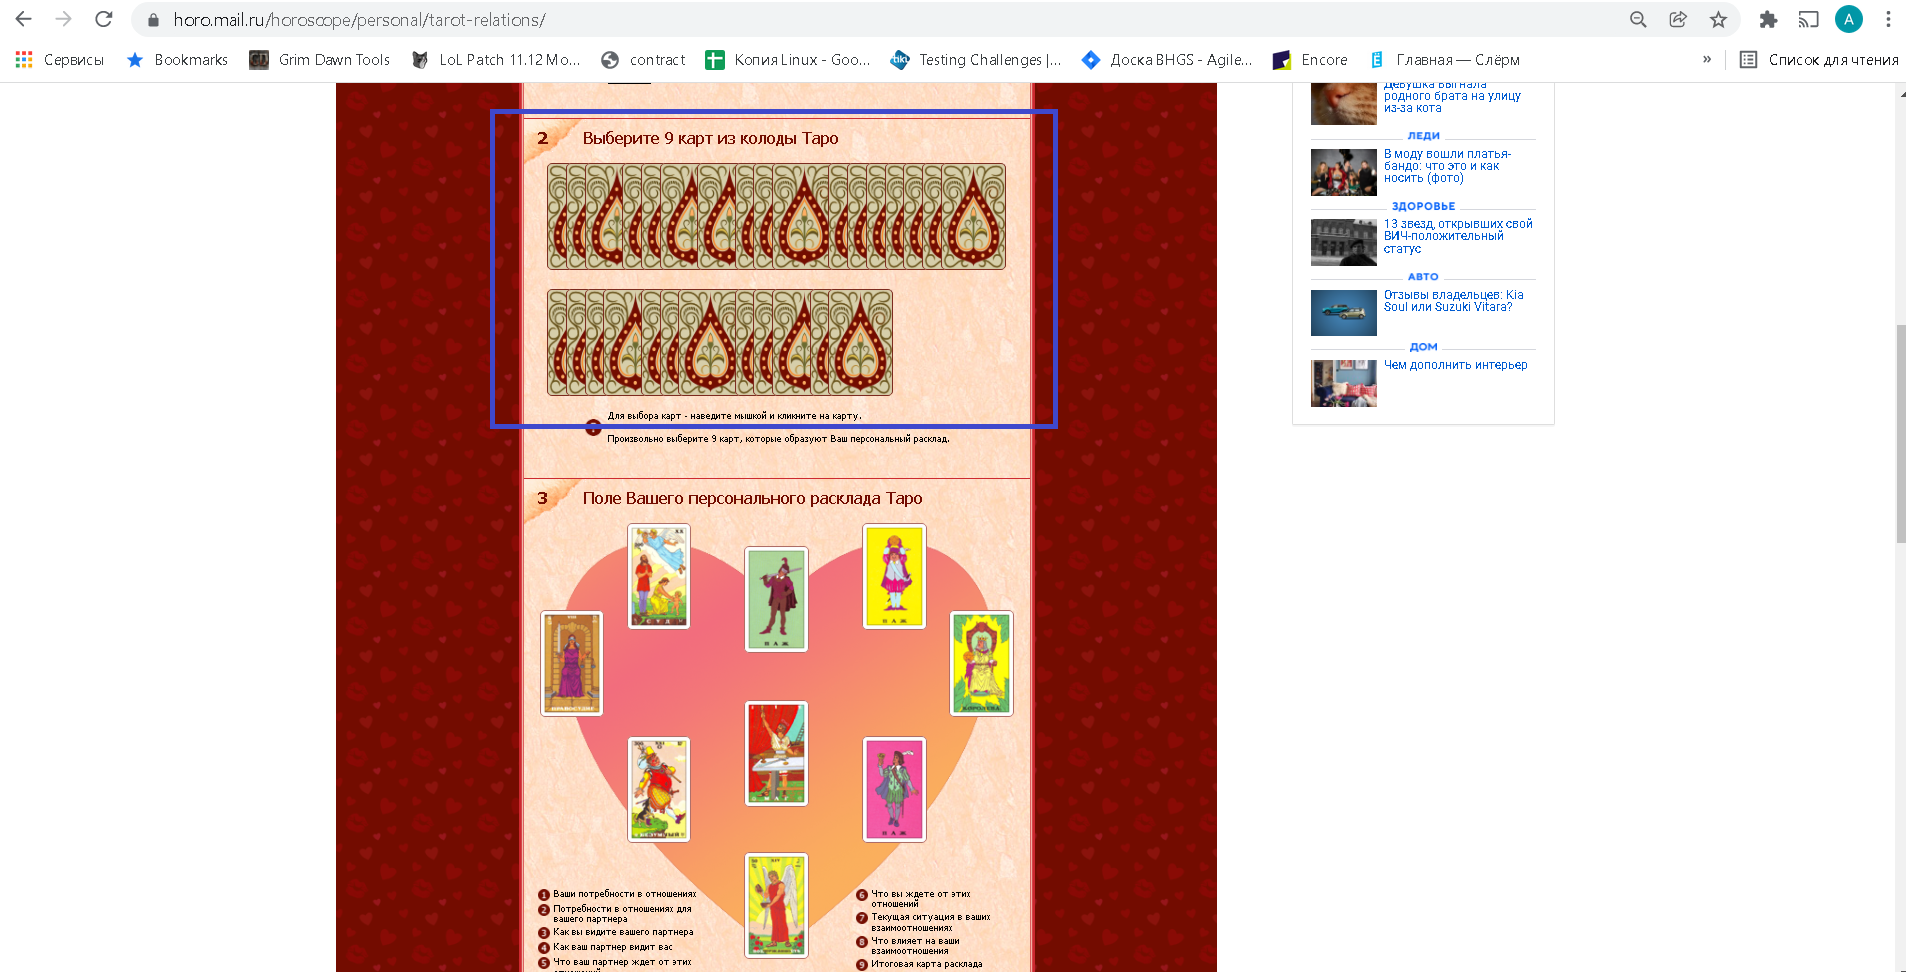 horo.mail.ru/horoscope/personal/tarot-relations/
A
Сервисы
Bookmarks
Grim Dawn Tools
LoL Patch 11.12 Mo...
contract
Копия Linux - Goo...
Testing Challenges |...
Доска BHGS - Agile...
Encore
Главная — Слёрм
»
Список для чтения
2 Выберите 9 карт из колоды Таро
Для выбора карт - наведите мышкой и кликните на карту.
Произвольно выберите 9 карт, которые образуют Ваш персональный расклад.
3 Поле Вашего персонального расклада Таро
ПАЖ
ПАЖ
КОРОЛЕВА
ПАЖ
XIV
1 Ваши потребности в отношениях
2 Потребности в отношениях для
вашего партнера
3 Как вы видите вашего партнера
4 Как ваш партнер видит вас
5 Что ваш партнер ждет от этих
6 Что вы ждете от этих
отношений
7 Текущая ситуация в ваших
взаимоотношениях
8 Что влияет на ваши
взаимоотношения
9 Итоговая карта расклада
Девушка выгнала
родного брата на улицу
из-за кота
ЛЕДИ
В моду вошли платья-
бандо: что это и как
носить (фото)
ЗДОРОВЬЕ
13 звезд, открывших свой
ВИЧ-положительный
статус
АВТО
Отзывы владельцев: Kia
Soul или Suzuki Vitara?
ДОМ
Чем дополнить интерьер